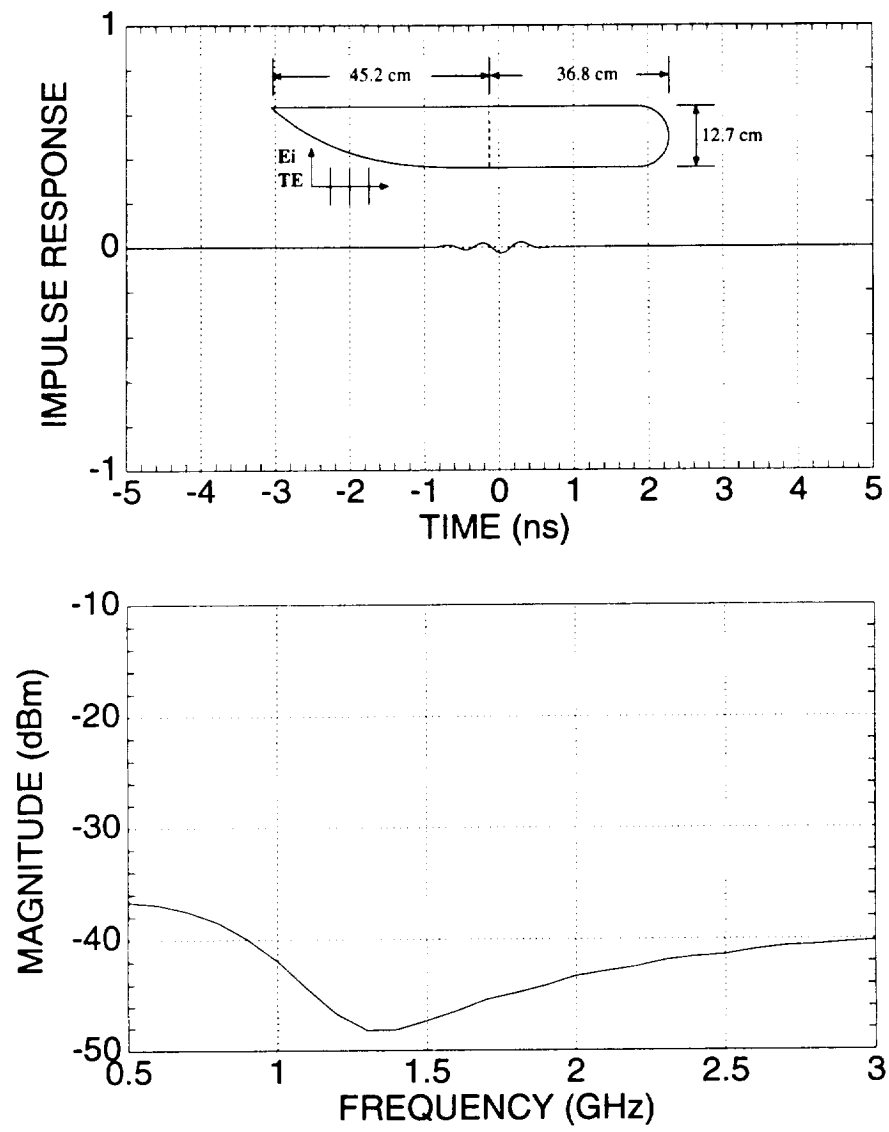 1
45.2 cm
36.8 cm
12.7 cm
Ei
TE
0
-1
IMPULSE RESPONSE
-5 -4 -3 -2 -1 0 1 2 3 4 5
TIME (ns)
-10
-20
-30
-40
-50
MAGNITUDE (dBm)
0.5 1 1.5 2 2.5 3
FREQUENCY (GHz)